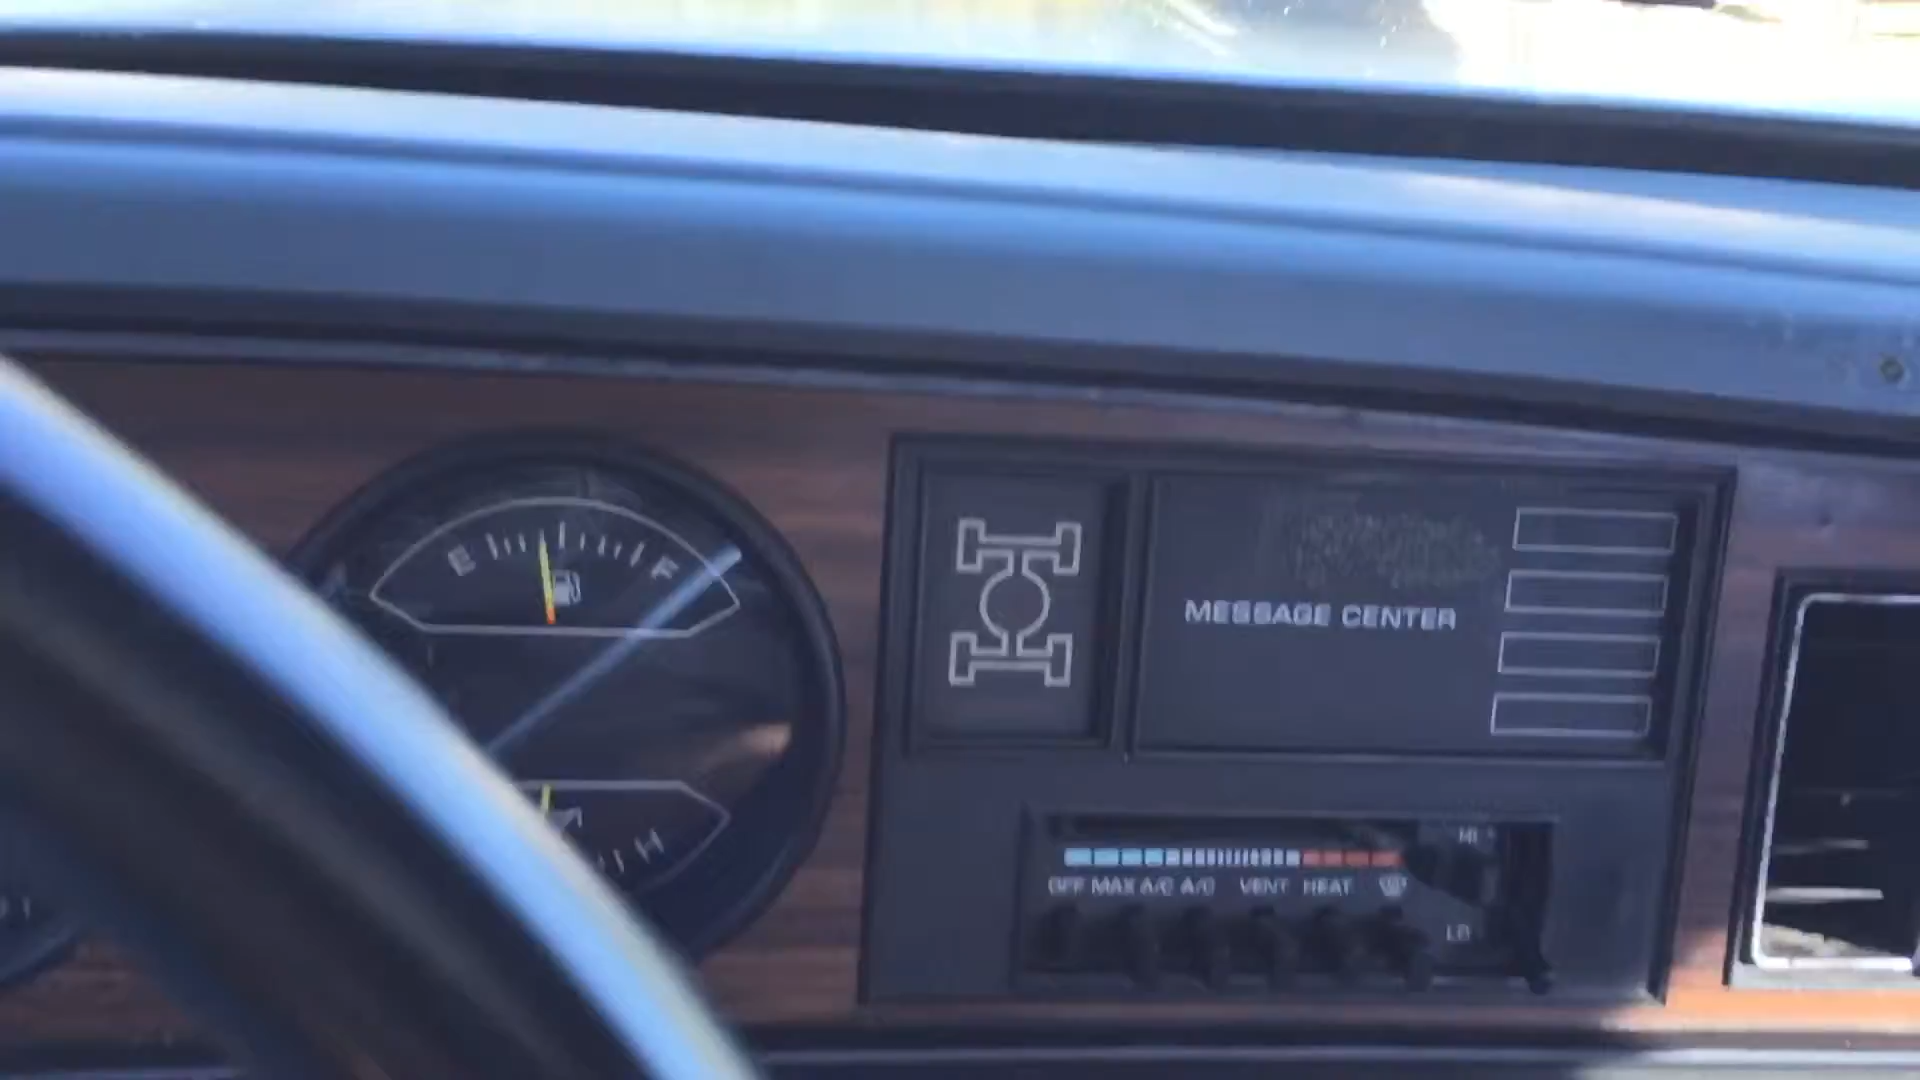 E F
MESSAGE CENTER
H
HI
OFF MAX A/C A/C VENT HEAT
LO